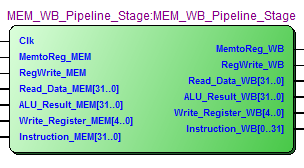 MEM_WB_Pipeline_Stage:MEM_WB_Pipeline_Stage
Clk
MemtoReg_MEM
RegWrite_MEM
Read_Data_MEM[31..0]
ALU_Result_MEM[31..0]
Write_Register_MEM[4..0]
Instruction_MEM[31..0]
MemtoReg_WB
RegWrite_WB
Read_Data_WB[31..0]
ALU_Result_WB[31..0]
Write_Register_WB[4..0]
Instruction_WB[0..31]